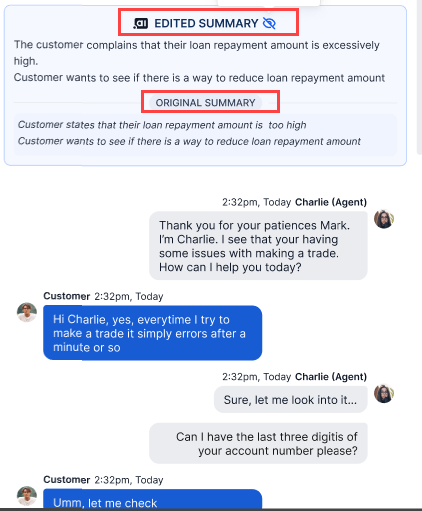 .ai EDITED SUMMARY
The customer complains that their loan repayment amount is excessively
high.
Customer wants to see if there is a way to reduce loan repayment amount
ORIGINAL SUMMARY
Customer states that their loan repayment amount is too high
Customer wants to see if there is a way to reduce loan repayment amount
2:32pm, Today Charlie (Agent)
Thank you for your patiences Mark.
I'm Charlie. I see that your having
some issues with making a trade.
How can I help you today?
Customer 2:32pm, Today
Hi Charlie, yes, everytime I try to
make a trade it simply errors after a
minute or so
2:32pm, Today Charlie (Agent)
Sure, let me look into it...
Can I have the last three digitis of
your account number please?
Customer 2:32pm, Today
Umm, let me check